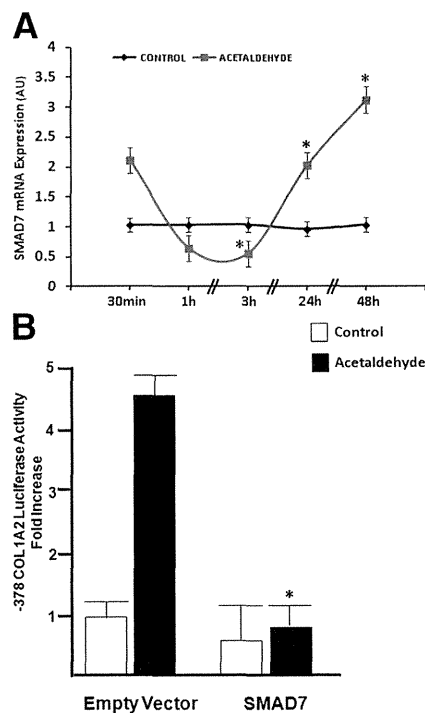 A
CONTROL ACETALDEHYDE
SMAD7 mRNA Expression (AU)
4
3.5
3
2.5
2
1.5
1
0.5
0
*
*
*
30min 1h 3h 24h 48h
B
Control
Acetaldehyde
-378 COL1A2 Luciferase Activity
Fold Increase
5
4
3
2
1
*
Empty Vector SMAD7